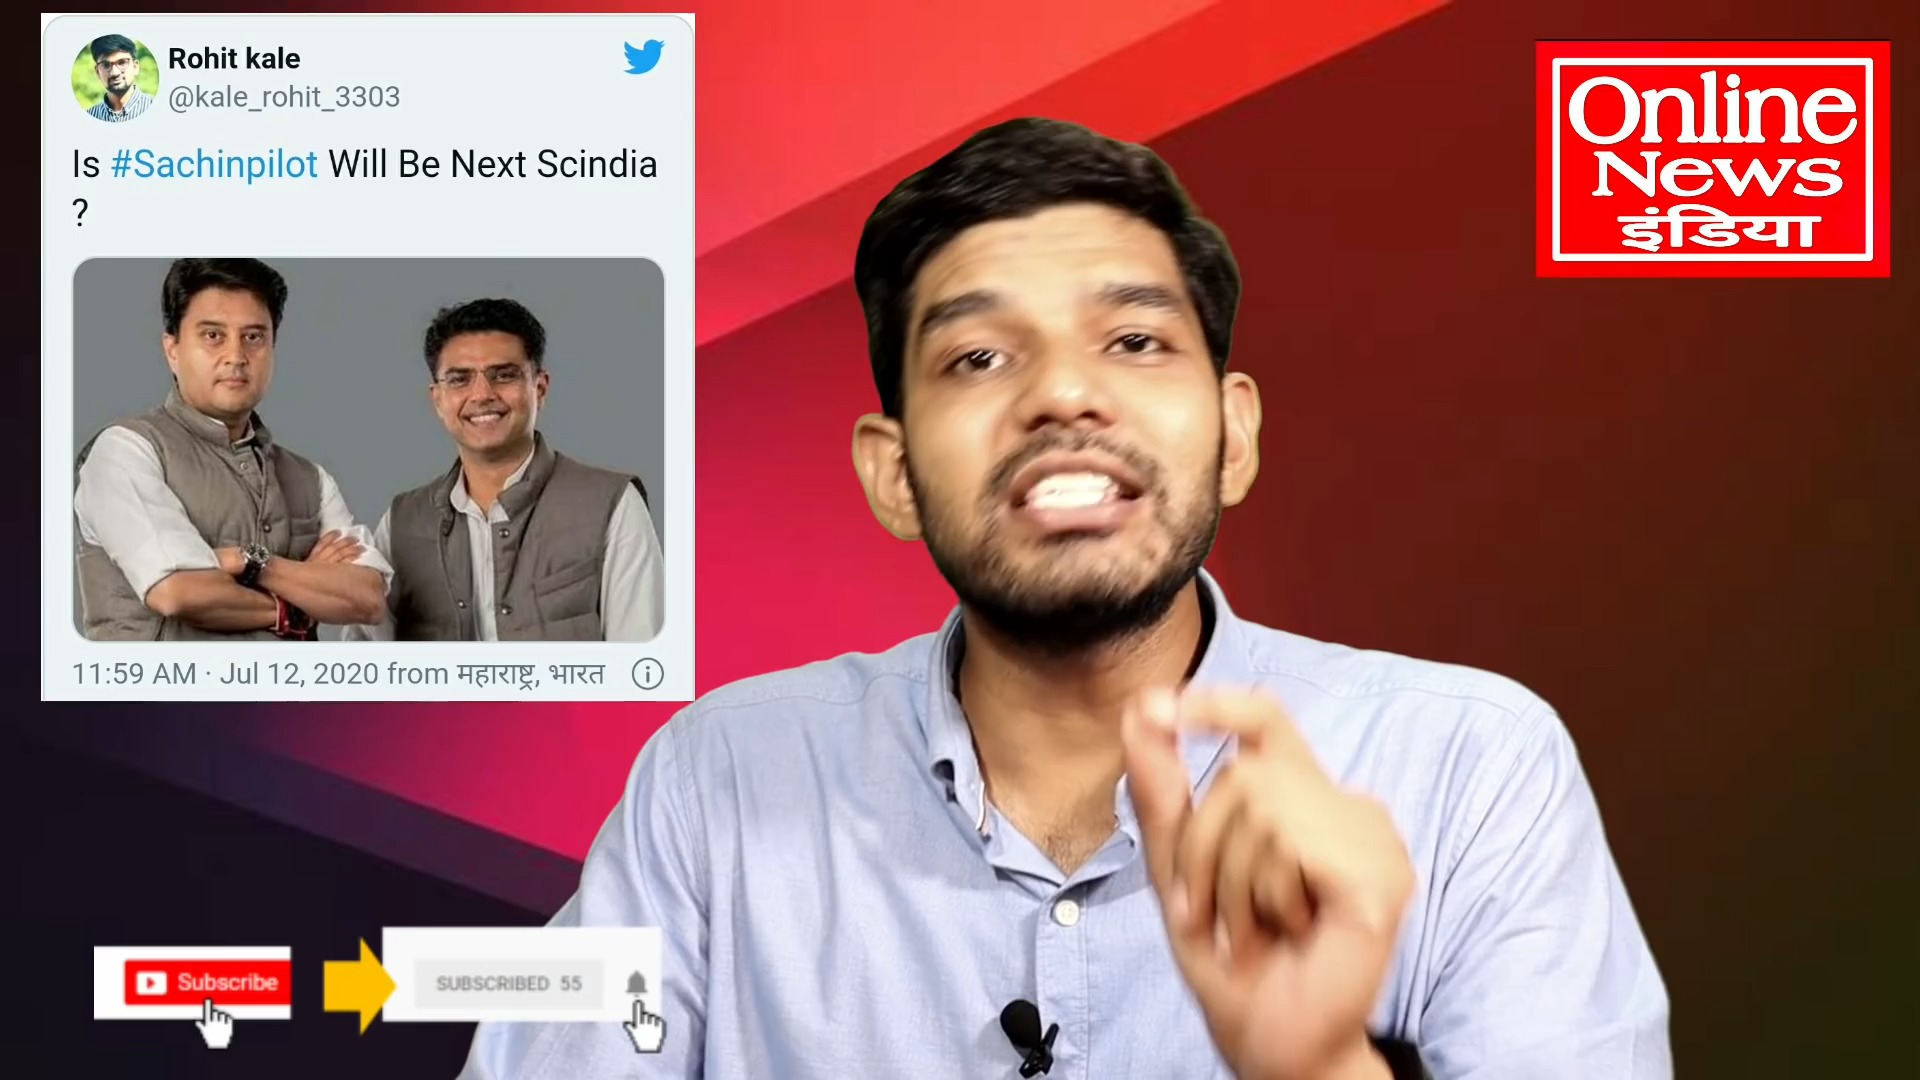 Rohit kale
@kale_rohit_3303
Is #Sachinpilot Will Be Next Scindia
?
11:59 AM · Jul 12, 2020 from महाराष्ट्र, भारत
Online
News
इंडिया
Subscribe
SUBSCRIBED 55